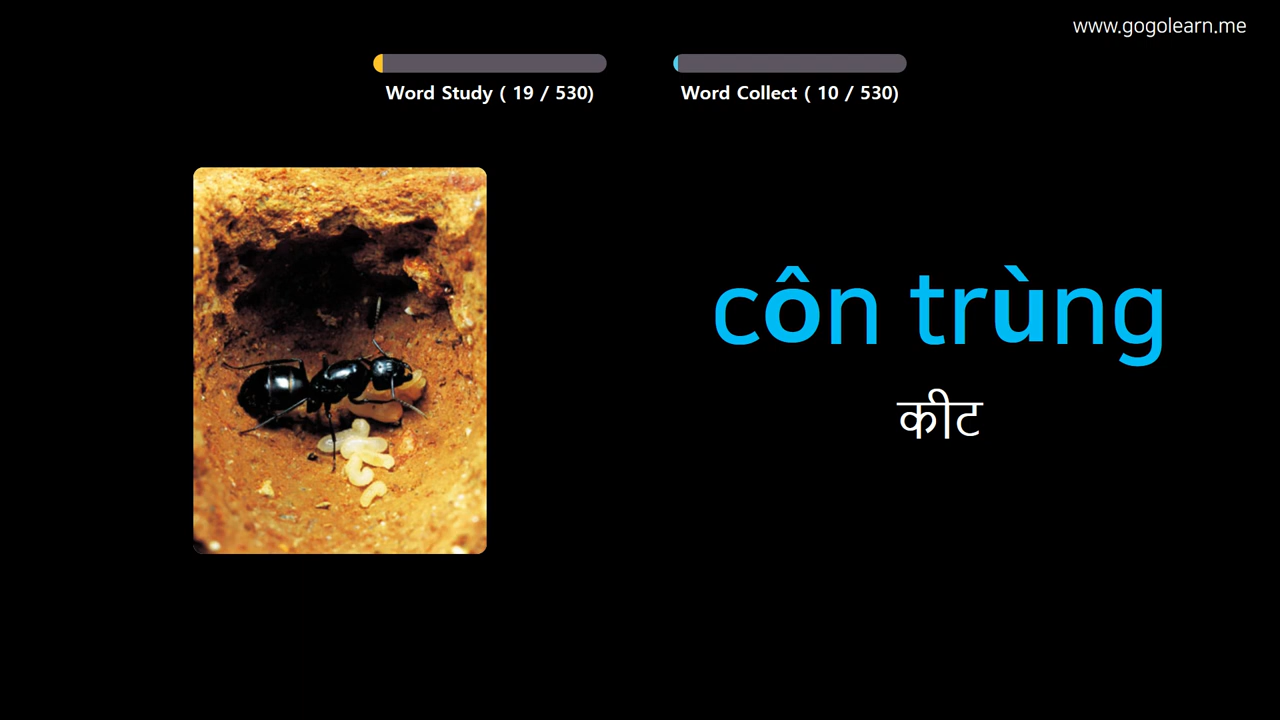 www.gogolearn.me
Word Study ( 19 / 530)
Word Collect ( 10 / 530)
côn trùng
कीट